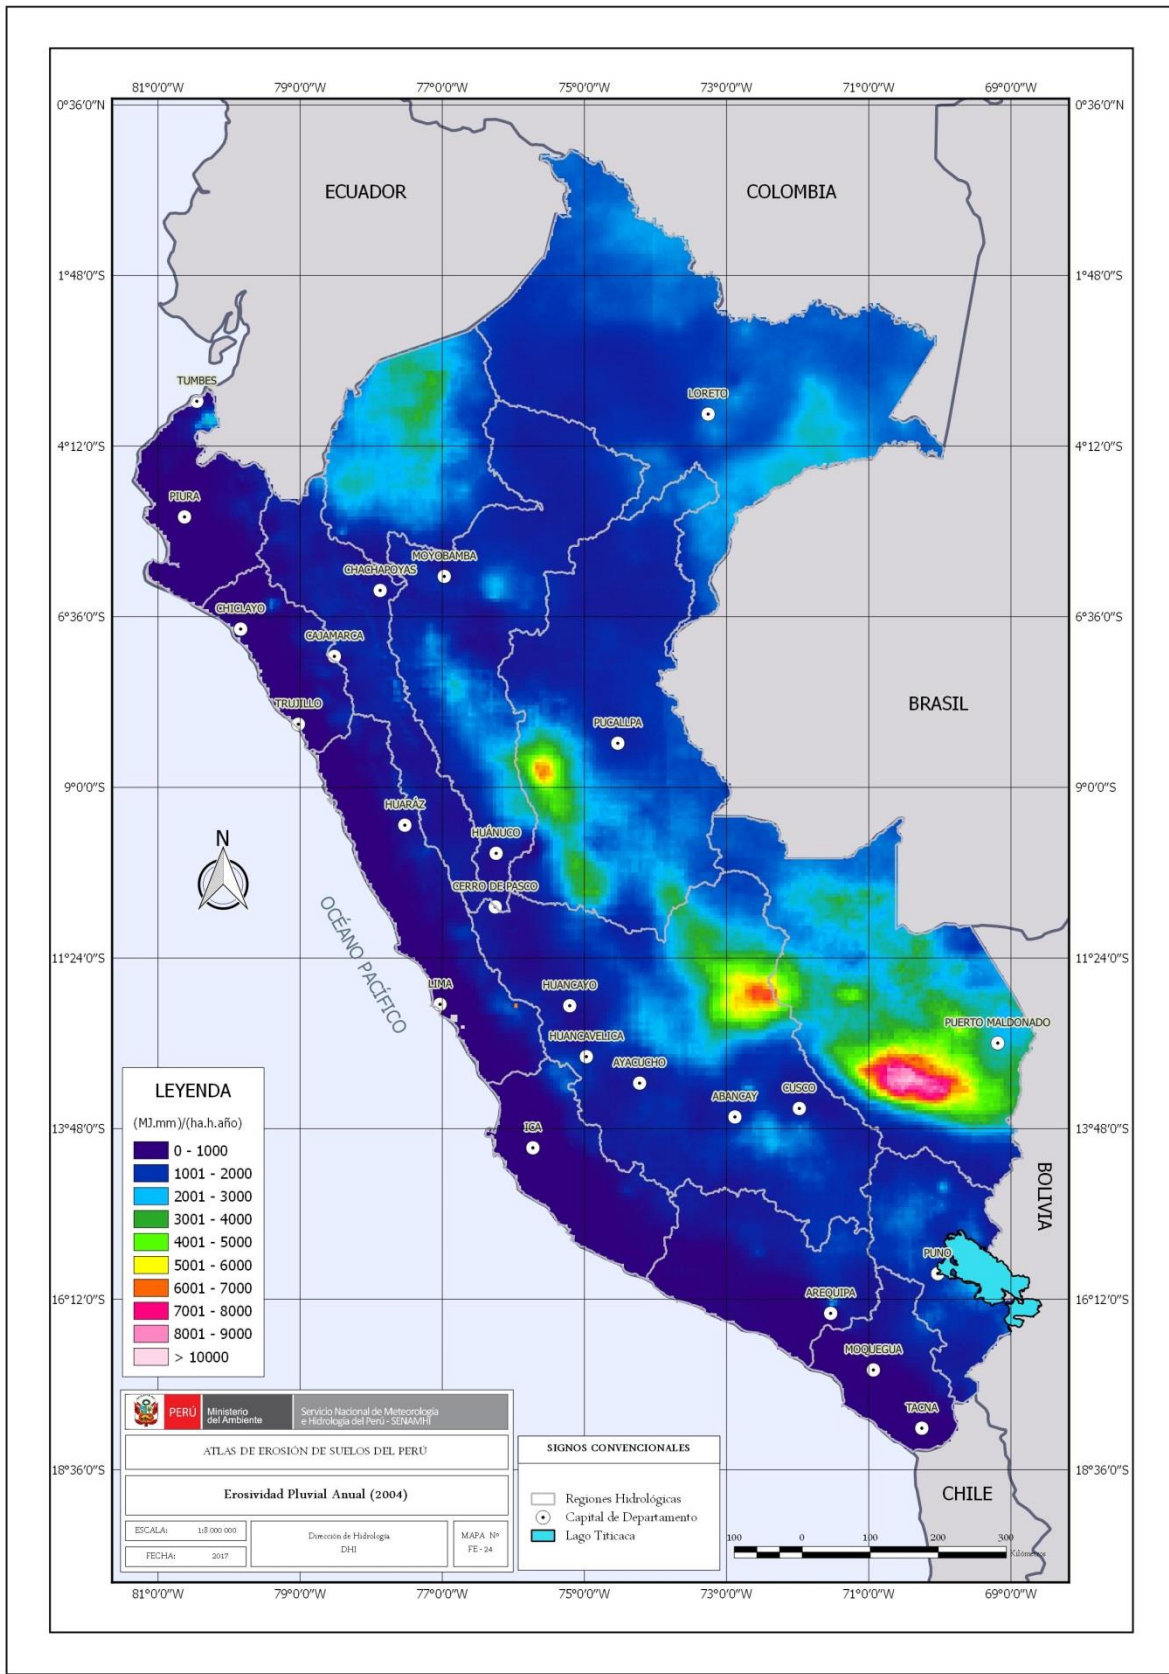 81°0'0"W 79°0'0"W 77°0'0"W 75°0'0"W 73°0'0"W 71°0'0"W 69°0'0"W
0°36'0"N 0°36'0"N
ECUADOR
COLOMBIA
1°48'0"S 1°48'0"S
TUMBES
LORETO
4°12'0"S 4°12'0"S
PIURA
MOYOBAMBA
CHACHAPOYAS
CHICLAYO
6°36'0"S 6°36'0"S
CAJAMARCA
TRUJILLO
BRASIL
PUCALLPA
9°0'0"S 9°0'0"S
HUARÁZ
N
HUÁNUCO
CERRO DE PASCO
OCÉANO PACÍFICO
11°24'0"S 11°24'0"S
LIMA
HUANCAYO
PUERTO MALDONADO
HUANCAVELICA
AYACUCHO
ABANCAY
CUSCO
ICA
13°48'0"S 13°48'0"S
BOLIVIA
PUNO
AREQUIPA
16°12'0"S 16°12'0"S
MOQUEGUA
TACNA
18°36'0"S 18°36'0"S
CHILE
LEYENDA
(MJ.mm)/(ha.h.año)
0 - 1000
1001 - 2000
2001 - 3000
3001 - 4000
4001 - 5000
5001 - 6000
6001 - 7000
7001 - 8000
8001 - 9000
> 10000
PERÚ
Ministerio
del Ambiente
Servicio Nacional de Meteorología
e Hidrología del Perú - SENAMHI
ATLAS DE EROSIÓN DE SUELOS DEL PERÚ
Erosividad Pluvial Anual (2004)
ESCALA: 1:8 000 000
FECHA: 2017
Dirección de Hidrología
DHI
MAPA Nº
FE - 24
SIGNOS CONVENCIONALES
Regiones Hidrológicas
Capital de Departamento
Lago Titicaca
100 0 100 200 300
Kilómetros
81°0'0"W 79°0'0"W 77°0'0"W 75°0'0"W 73°0'0"W 71°0'0"W 69°0'0"W